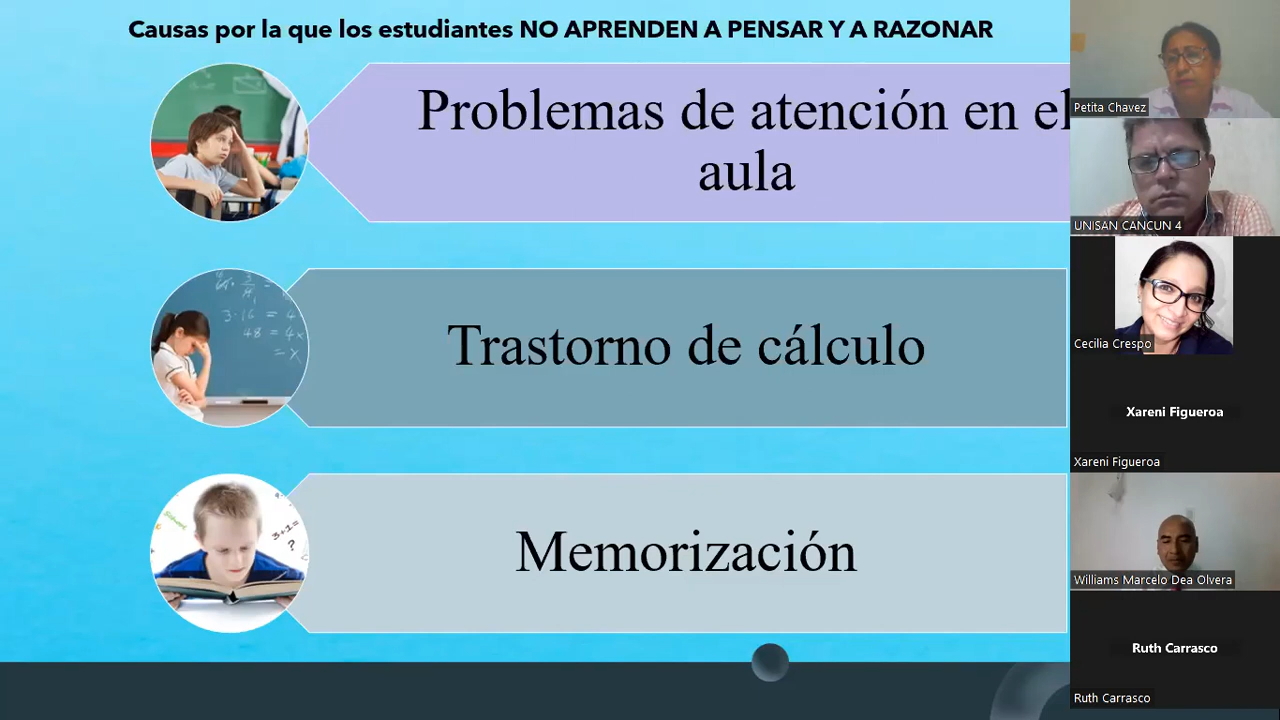 Causas por la que los estudiantes NO APRENDEN A PENSAR Y A RAZONAR
Problemas de atención en el
aula
Trastorno de cálculo
Memorización
Petita Chavez
UNISAN CANCUN 4
Cecilia Crespo
Xareni Figueroa
Xareni Figueroa
Williams Marcelo Dea Olvera
Ruth Carrasco
Ruth Carrasco